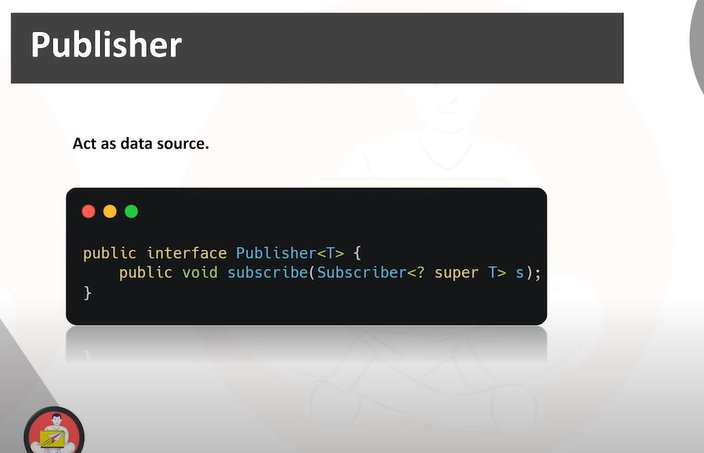 Publisher
Act as data source.
public interface Publisher<T> {
    public void subscribe(Subscriber<? super T> s);
}